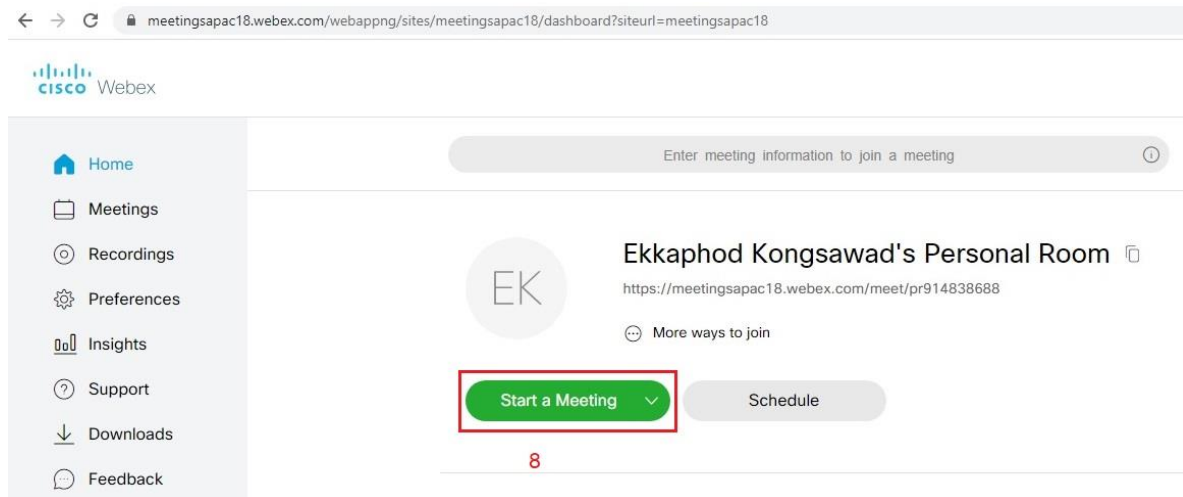 meetingsapac18.webex.com/webappng/sites/meetingsapac18/dashboard?siteurl=meetingsapac18
cisco Webex
Home
Meetings
Recordings
Preferences
Insights
Support
Downloads
Feedback
Enter meeting information to join a meeting
EK
Ekkaphod Kongsawad's Personal Room
https://meetingsapac18.webex.com/meet/pr914838688
More ways to join
Start a Meeting
Schedule
8